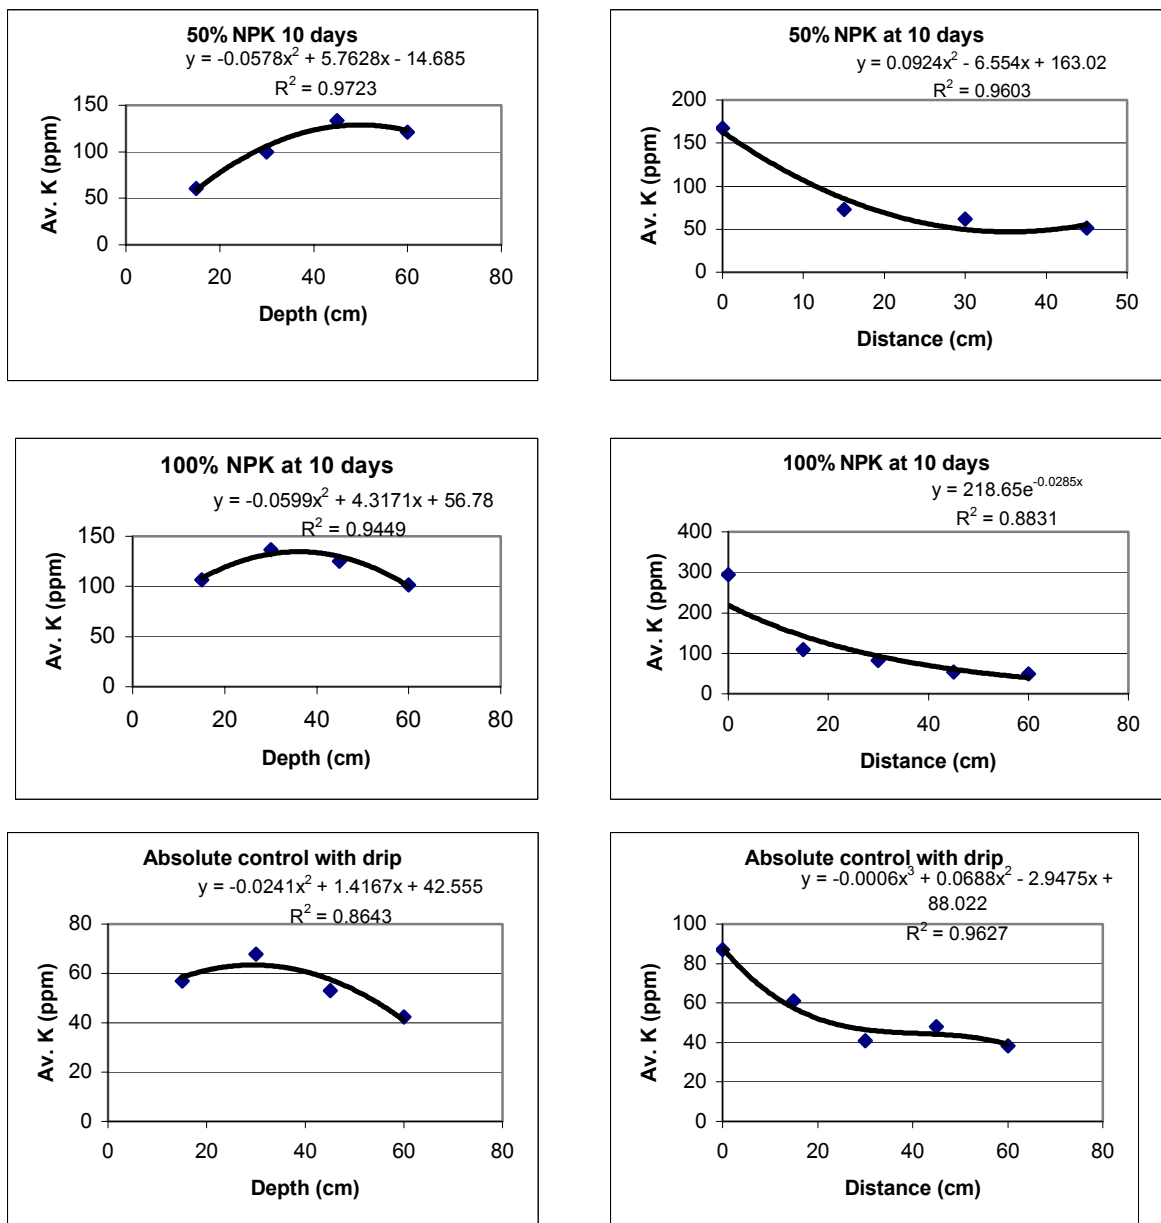 50% NPK 10 days
y = -0.0578x² + 5.7628x - 14.685
R² = 0.9723
150
100
50
0
0 20 40 60 80
Av. K (ppm)
Depth (cm)
50% NPK at 10 days
y = 0.0924x² - 6.554x + 163.02
R² = 0.9603
200
150
100
50
0
0 10 20 30 40 50
Av. K (ppm)
Distance (cm)
100% NPK at 10 days
y = -0.0599x² + 4.3171x + 56.78
R² = 0.9449
150
100
50
0
0 20 40 60 80
Av. K (ppm)
Depth (cm)
100% NPK at 10 days
y = 218.65e^-0.0285x
R² = 0.8831
400
300
200
100
0
0 20 40 60 80
Av. K (ppm)
Distance (cm)
Absolute control with drip
y = -0.0241x² + 1.4167x + 42.555
R² = 0.8643
80
60
40
20
0
0 20 40 60 80
Av. K (ppm)
Depth (cm)
Absolute control with drip
y = -0.0006x³ + 0.0688x² - 2.9475x +
88.022
R² = 0.9627
100
80
60
40
20
0
0 20 40 60 80
Av. K (ppm)
Distance (cm)